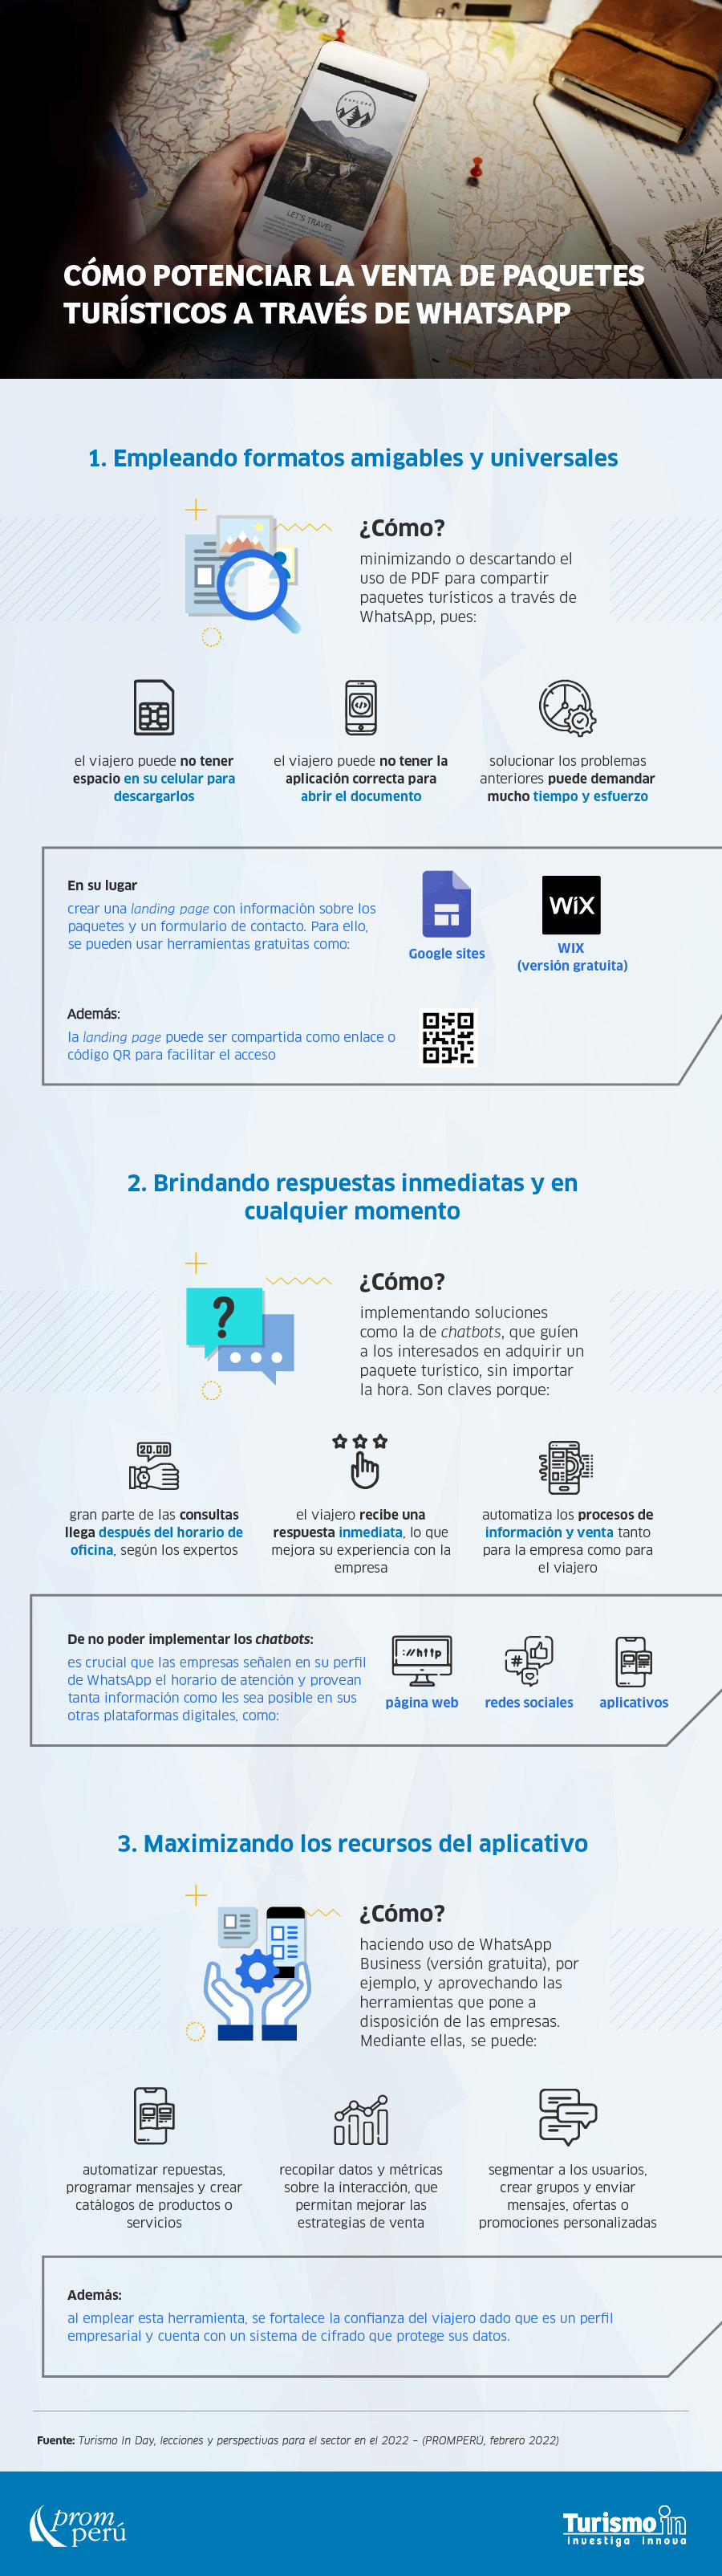 rway
EXPLORE
LET'S TRAVEL
CÓMO POTENCIAR LA VENTA DE PAQUETES
TURÍSTICOS A TRAVÉS DE WHATSAPP
1. Empleando formatos amigables y universales
¿Cómo?
minimizando o descartando el
uso de PDF para compartir
paquetes turísticos a través de
WhatsApp, pues:
el viajero puede no tener
espacio en su celular para
descargarlos
el viajero puede no tener la
aplicación correcta para
abrir el documento
solucionar los problemas
anteriores puede demandar
mucho tiempo y esfuerzo
En su lugar
crear una landing page con información sobre los
paquetes y un formulario de contacto. Para ello,
se pueden usar herramientas gratuitas como:
Google sites
WiX
WIX
(versión gratuita)
Además:
la landing page puede ser compartida como enlace o
código QR para facilitar el acceso
2. Brindando respuestas inmediatas y en
cualquier momento
?
¿Cómo?
implementando soluciones
como la de chatbots, que guíen
a los interesados en adquirir un
paquete turístico, sin importar
la hora. Son claves porque:
20.00
gran parte de las consultas
llega después del horario de
oficina, según los expertos
el viajero recibe una
respuesta inmediata, lo que
mejora su experiencia con la
empresa
automatiza los procesos de
información y venta tanto
para la empresa como para
el viajero
De no poder implementar los chatbots:
es crucial que las empresas señalen en su perfil
de WhatsApp el horario de atención y provean
tanta información como les sea posible en sus
otras plataformas digitales, como:
://http
página web
#
redes sociales
aplicativos
3. Maximizando los recursos del aplicativo
¿Cómo?
haciendo uso de WhatsApp
Business (versión gratuita), por
ejemplo, y aprovechando las
herramientas que pone a
disposición de las empresas.
Mediante ellas, se puede:
automatizar repuestas,
programar mensajes y crear
catálogos de productos o
servicios
recopilar datos y métricas
sobre la interacción, que
permitan mejorar las
estrategias de venta
segmentar a los usuarios,
crear grupos y enviar
mensajes, ofertas o
promociones personalizadas
Además:
al emplear esta herramienta, se fortalece la confianza del viajero dado que es un perfil
empresarial y cuenta con un sistema de cifrado que protege sus datos.
Fuente: Turismo In Day, lecciones y perspectivas para el sector en el 2022 – (PROMPERÚ, febrero 2022)
prom
perú
Turismo in
investiga innova